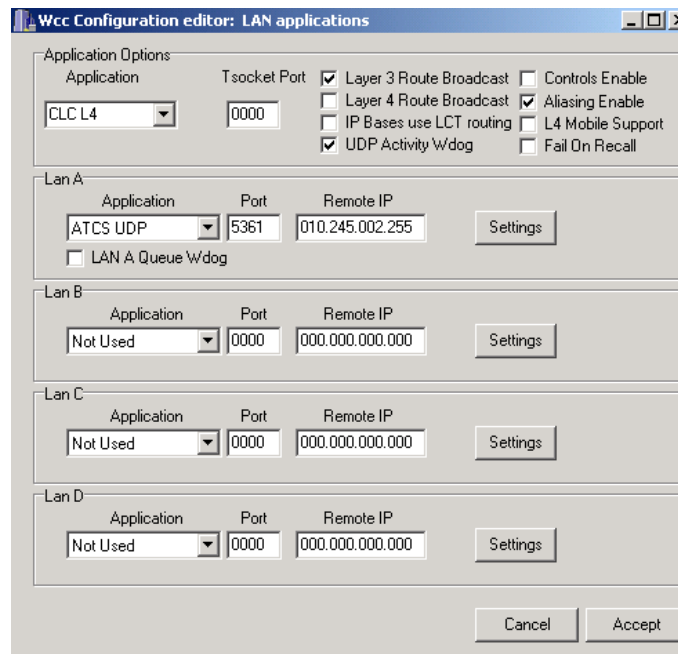 Wcc Configuration editor: LAN applications
Application Options
Application
Tsocket Port
CLC L4
0000
Layer 3 Route Broadcast
Layer 4 Route Broadcast
IP Bases use LCT routing
UDP Activity Wdog
Controls Enable
Aliasing Enable
L4 Mobile Support
Fail On Recall
Lan A
Application Port Remote IP
ATCS UDP 5361 010.245.002.255 Settings
LAN A Queue Wdog
Lan B
Application Port Remote IP
Not Used 0000 000.000.000.000 Settings
Lan C
Application Port Remote IP
Not Used 0000 000.000.000.000 Settings
Lan D
Application Port Remote IP
Not Used 0000 000.000.000.000 Settings
Cancel Accept